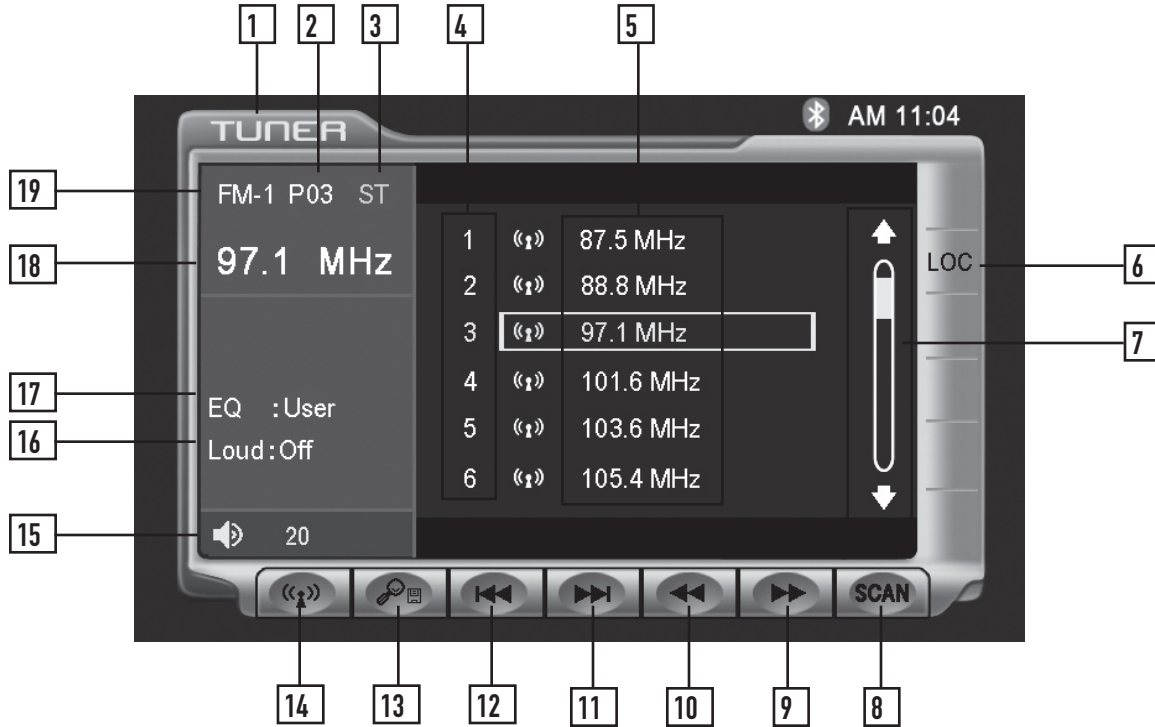 1 2 3 4 5
AM 11:04
TUNER
19 FM-1 P03 ST
18 97.1 MHz
1 87.5 MHz
LOC 6
2 88.8 MHz
3 97.1 MHz
7
4 101.6 MHz
17 EQ :User
5 103.6 MHz
16 Loud:Off
6 105.4 MHz
15 20
SCAN
14 13 12 11 10 9 8